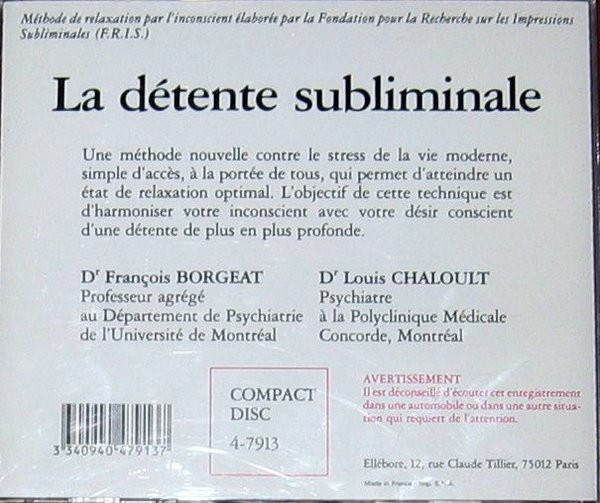 Méthode de relaxation par l'inconscient élaborée par la Fondation pour la Recherche sur les Impressions
Subliminales (F.R.I.S.)
La détente subliminale
Une méthode nouvelle contre le stress de la vie moderne,
simple d'accès, à la portée de tous, qui permet d'atteindre un
état de relaxation optimal. L'objectif de cette technique est
d'harmoniser votre inconscient avec votre désir conscient
d'une détente de plus en plus profonde.
Dr François BORGEAT
Professeur agrégé
au Département de Psychiatrie
de l'Université de Montréal
Dr Louis CHALOULT
Psychiatre
à la Polyclinique Médicale
Concorde, Montréal
COMPACT
DISC
4-7913
AVERTISSEMENT
Il est déconseillé d'écouter cet enregistrement
dans une automobile ou dans une autre situa-
tion qui requiert de l'attention.
3 340940 479137
Ellébore, 12, rue Claude Tillier, 75012 Paris
Made in France